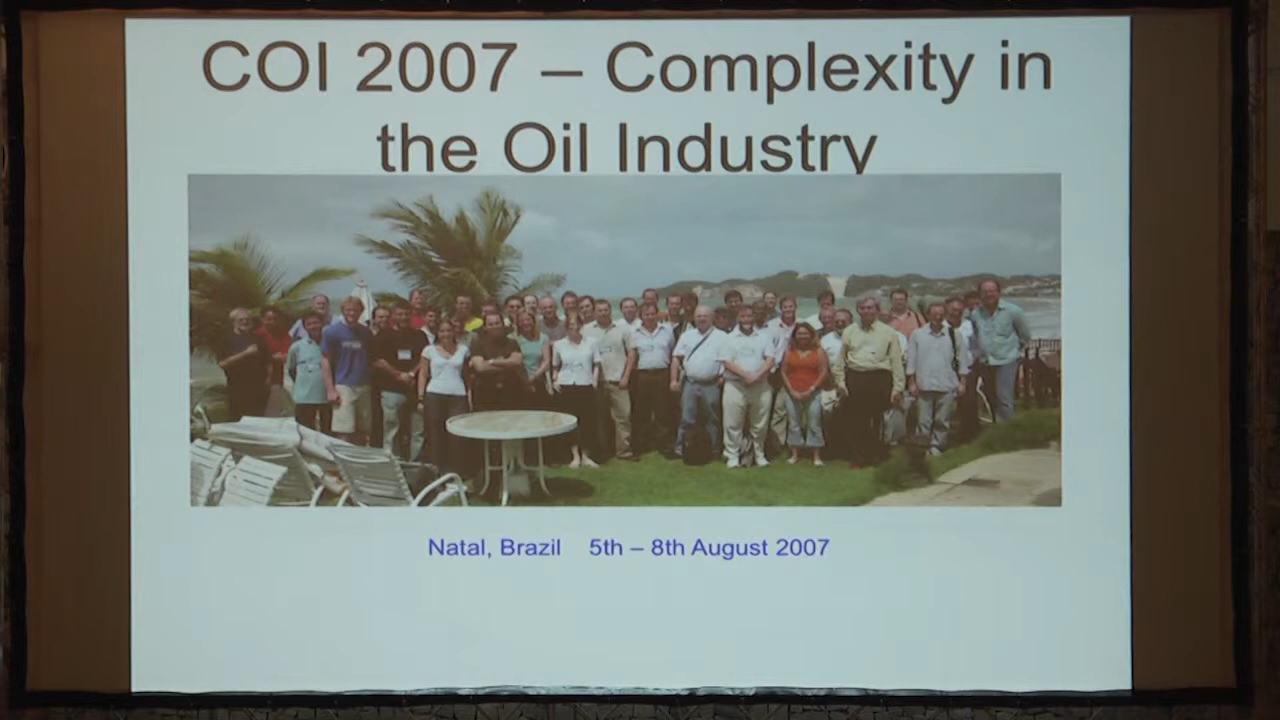 COI 2007 – Complexity in
the Oil Industry
Natal, Brazil 5th – 8th August 2007